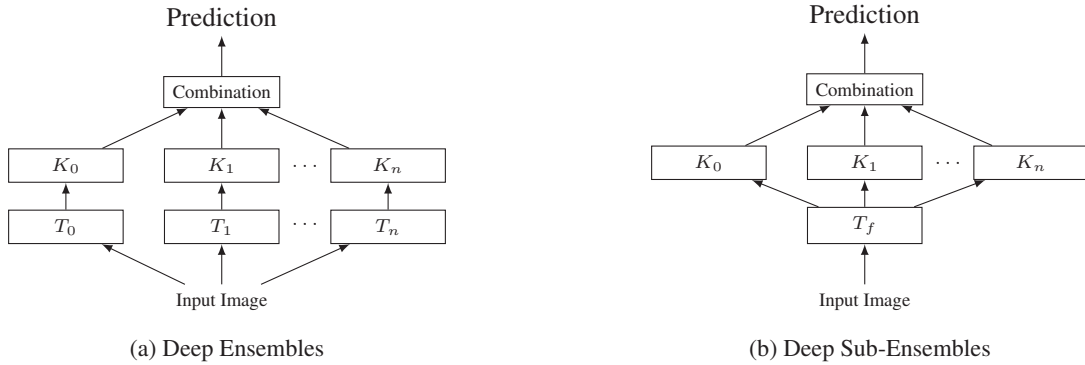 Prediction
Combination
K₀ K₁ ··· Kₙ
T₀ T₁ ··· Tₙ
Input Image
(a) Deep Ensembles
Prediction
Combination
K₀ K₁ ··· Kₙ
T_f
Input Image
(b) Deep Sub-Ensembles